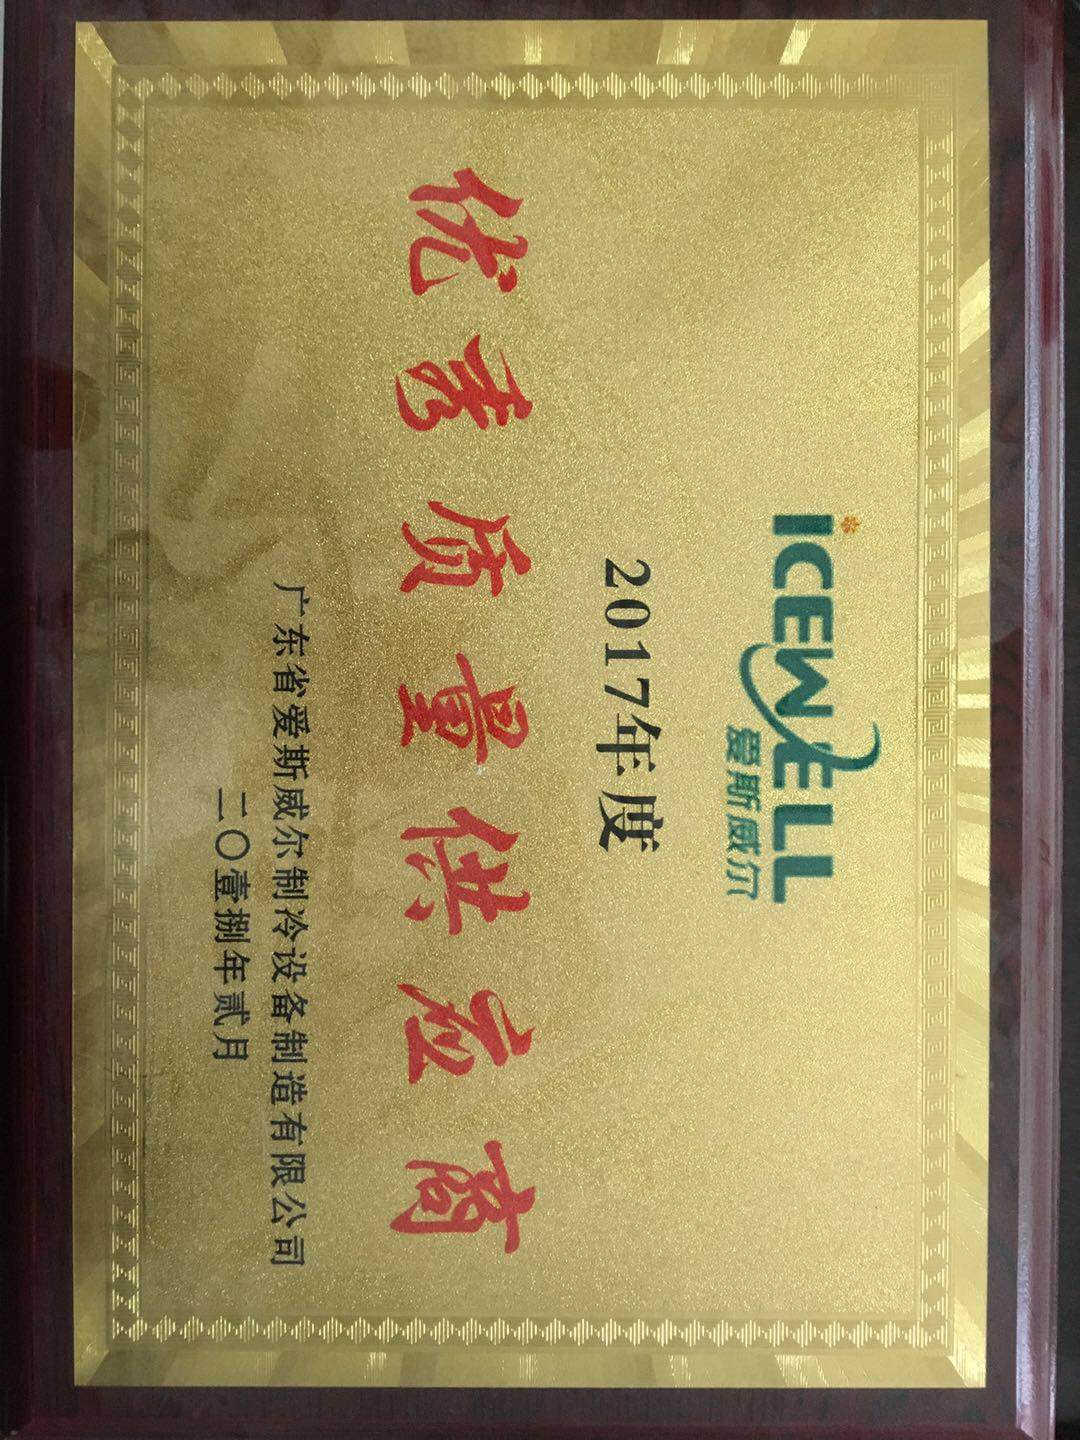 ICEWELL
爱斯威尔
2017年度
优秀质量供应商
广东省爱斯威尔制冷设备制造有限公司
二〇壹捌年贰月